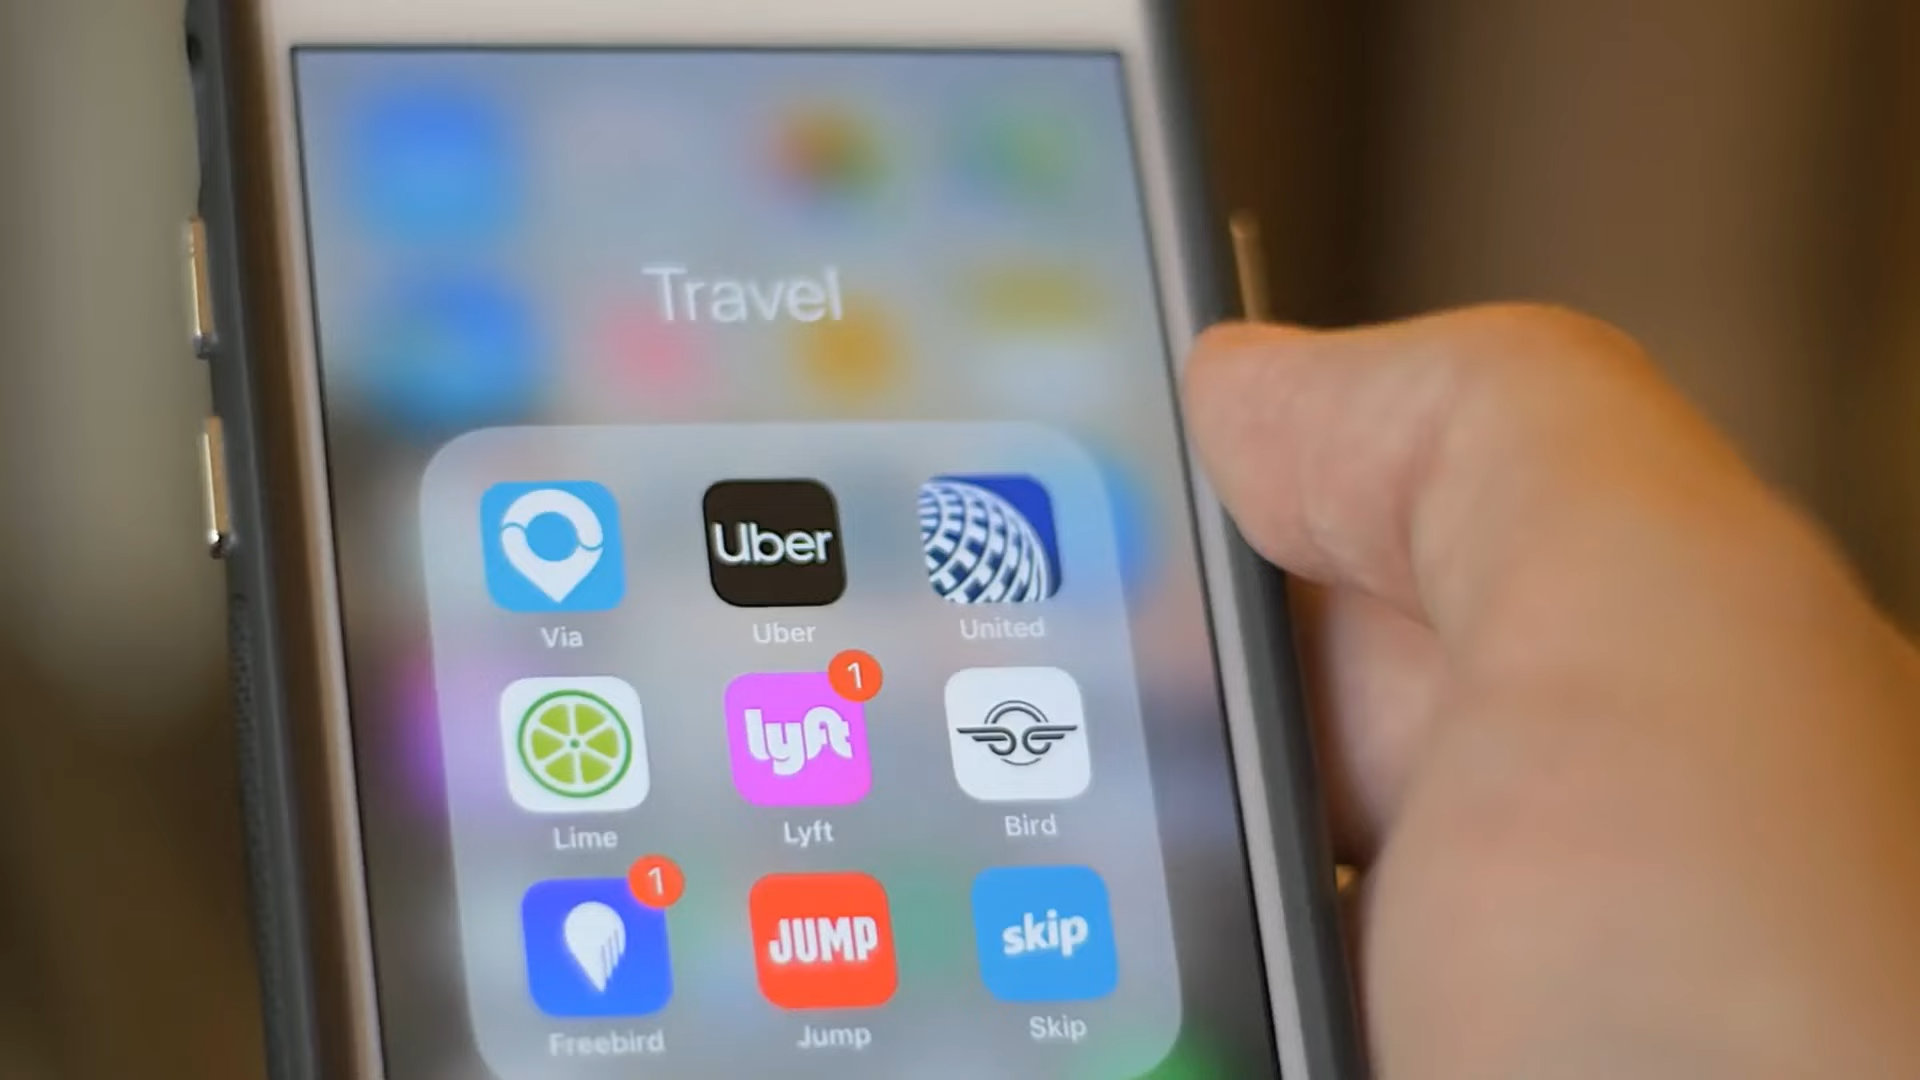 Travel
Uber
Via
Uber
United
1
lyft
Lime
Lyft
Bird
1
JUMP
skip
Freebird
Jump
Skip